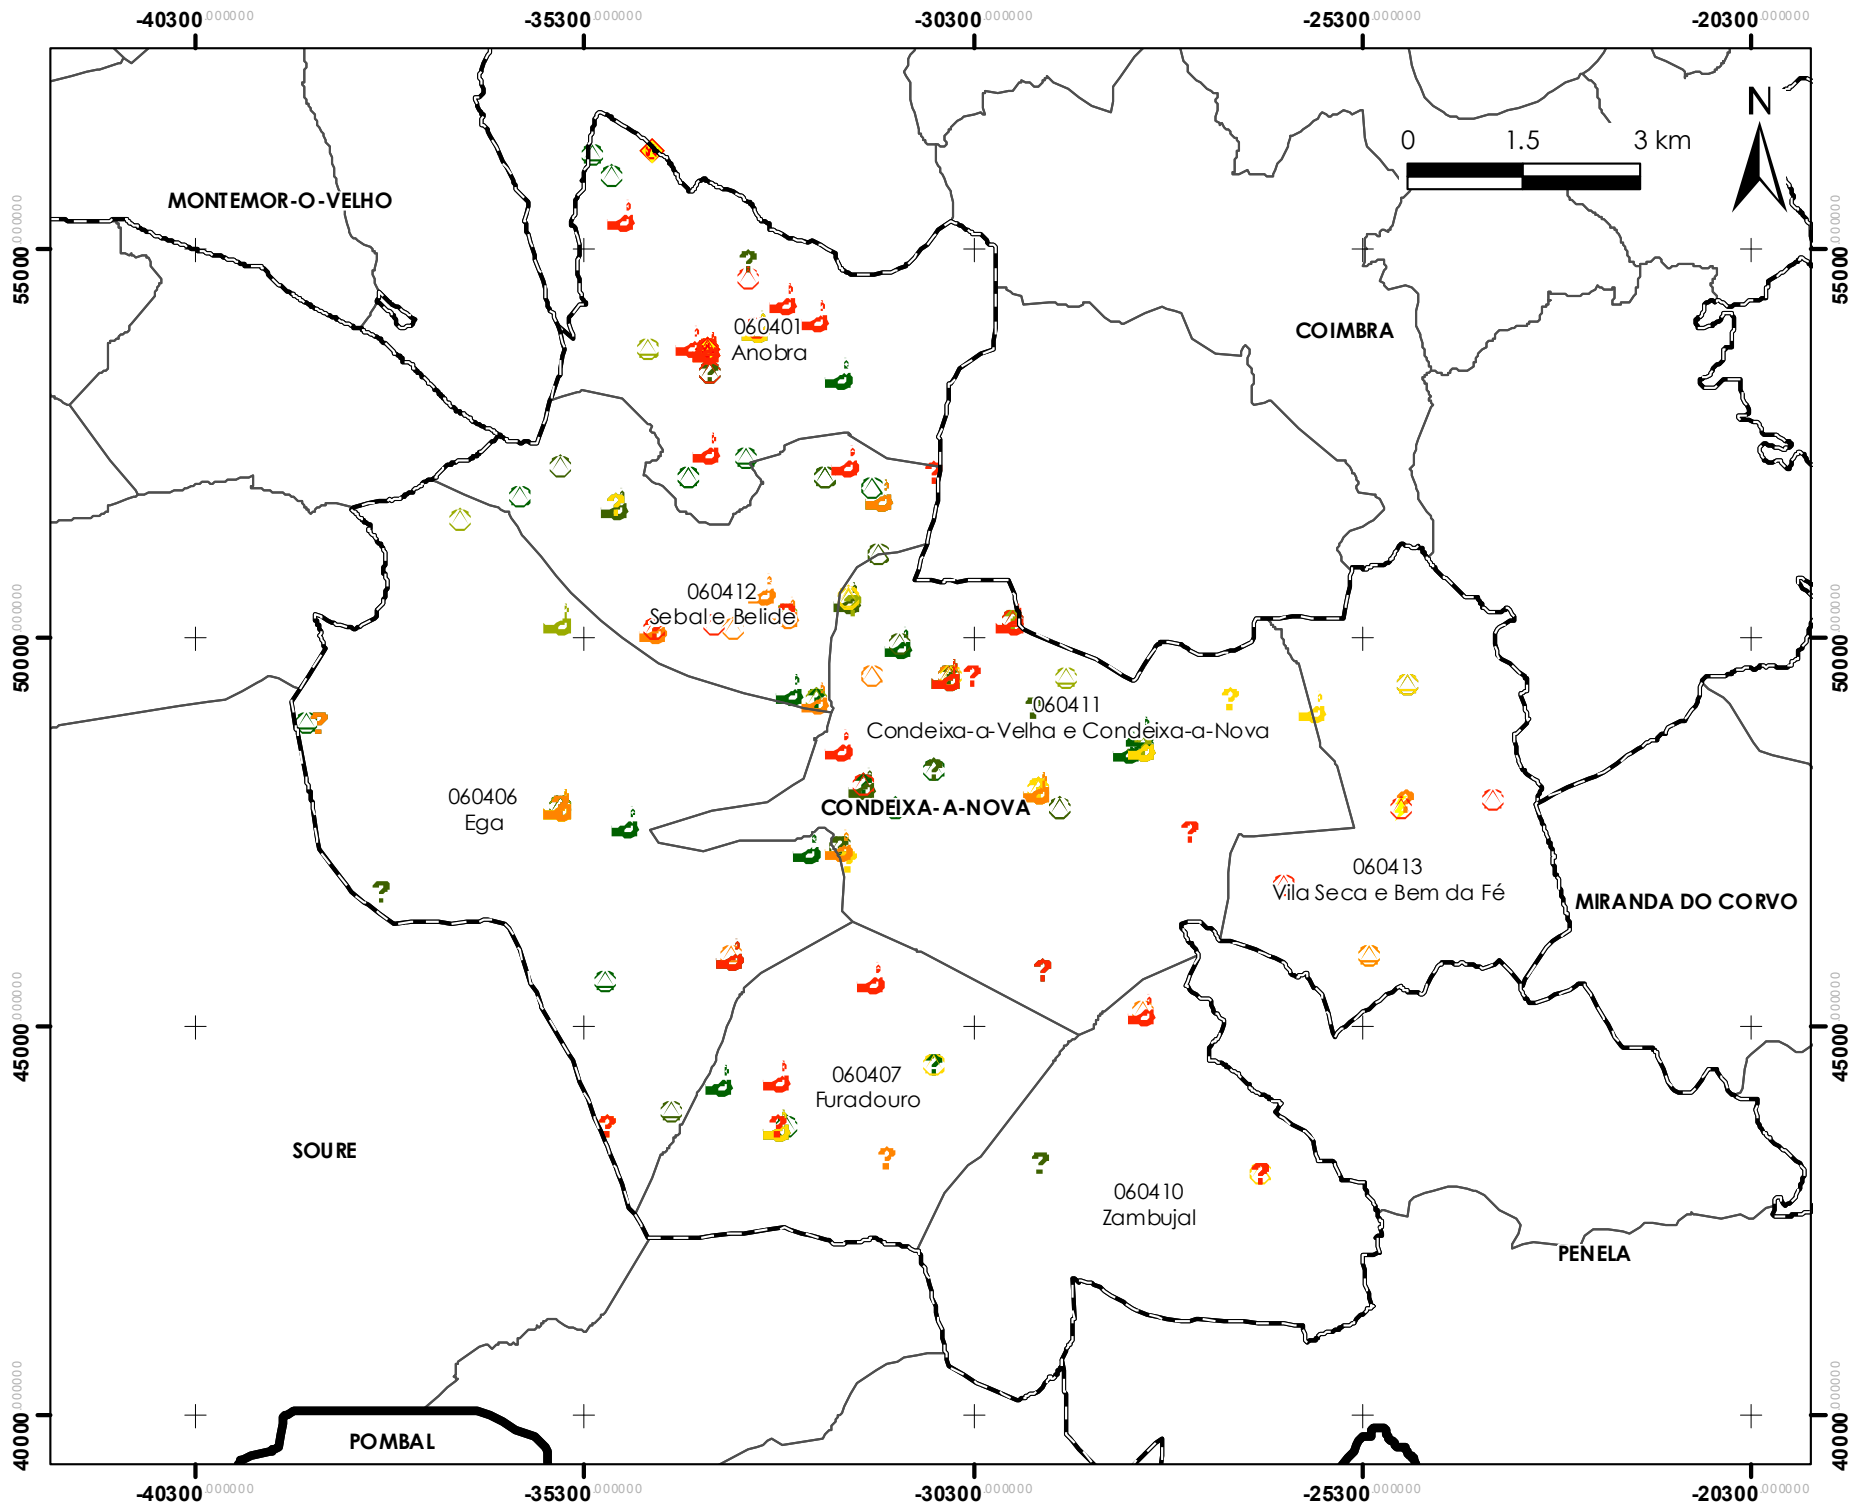 -40300.000000 -35300.000000 -30300.000000 -25300.000000 -20300.000000
N
0 1.5 3 km
MONTEMOR-O-VELHO
55000.000000 55000.000000
COIMBRA
060401
Anobra
060412
Sebal e Belide
50000.000000 50000.000000
060411
Condeixa-a-Velha e Condeixa-a-Nova
060406
Ega
CONDEIXA-A-NOVA
060413
Vila Seca e Bem da Fé
MIRANDA DO CORVO
45000.000000 45000.000000
060407
Furadouro
SOURE
060410
Zambujal
PENELA
40000.000000 40000.000000
POMBAL
-40300.000000 -35300.000000 -30300.000000 -25300.000000 -20300.000000